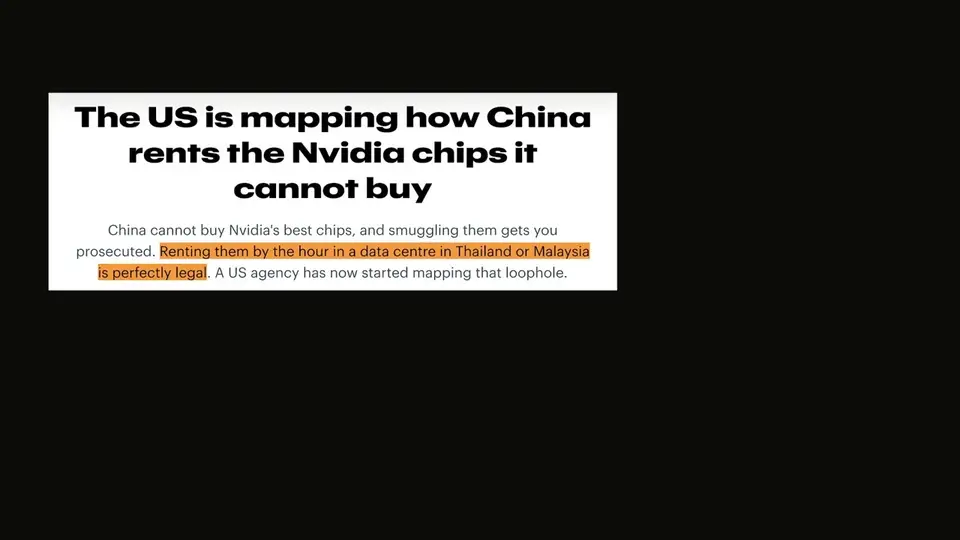 The US is mapping how China
rents the Nvidia chips it
cannot buy
China cannot buy Nvidia's best chips, and smuggling them gets you
prosecuted. Renting them by the hour in a data centre in Thailand or Malaysia
is perfectly legal. A US agency has now started mapping that loophole.